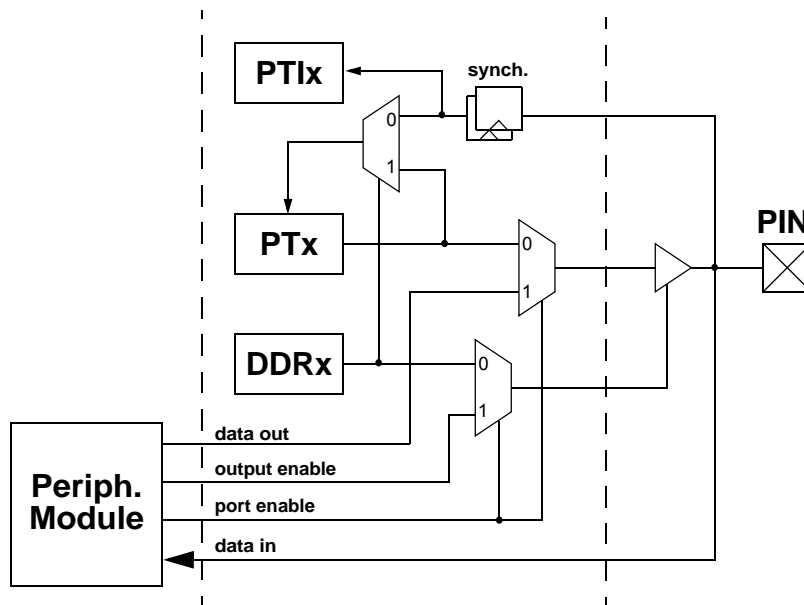 PTIx
synch.
0
1
PTx
PIN
0
1
DDRx
0
1
data out
output enable
port enable
data in
Periph.
Module